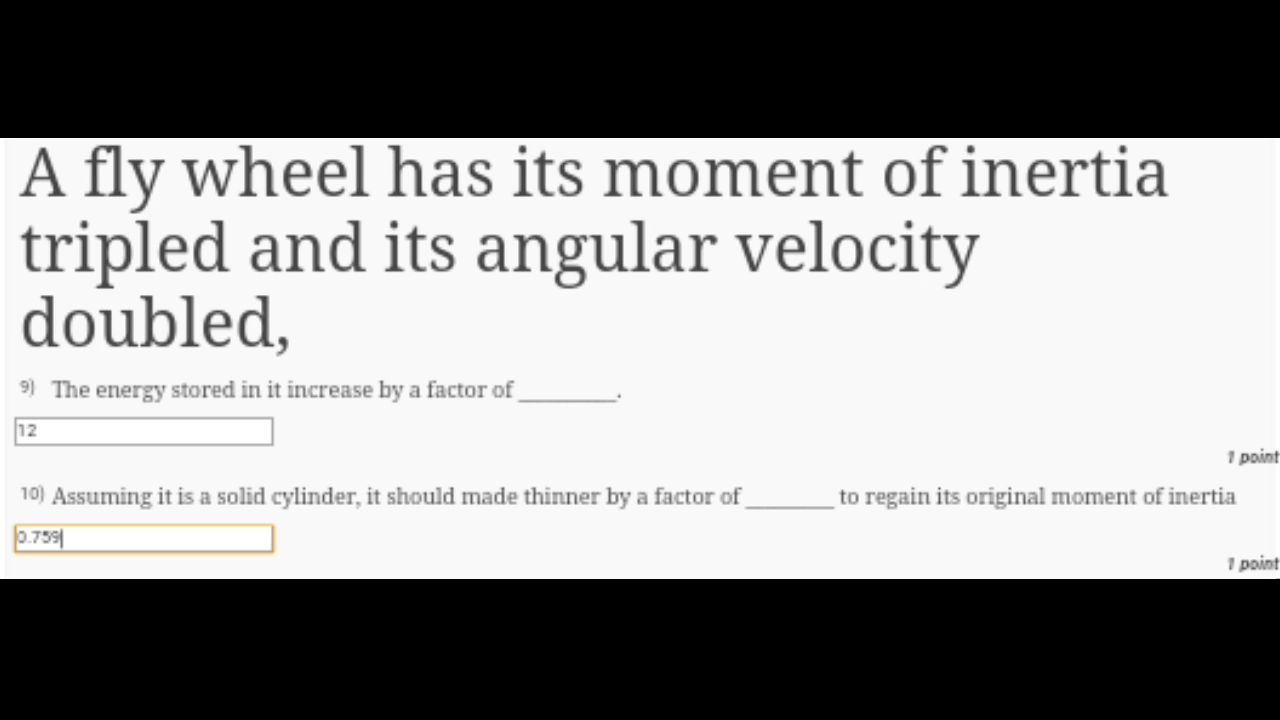 A fly wheel has its moment of inertia
tripled and its angular velocity
doubled,
9) The energy stored in it increase by a factor of _________.
12
1 point
10) Assuming it is a solid cylinder, it should made thinner by a factor of ________ to regain its original moment of inertia
0.759
1 point